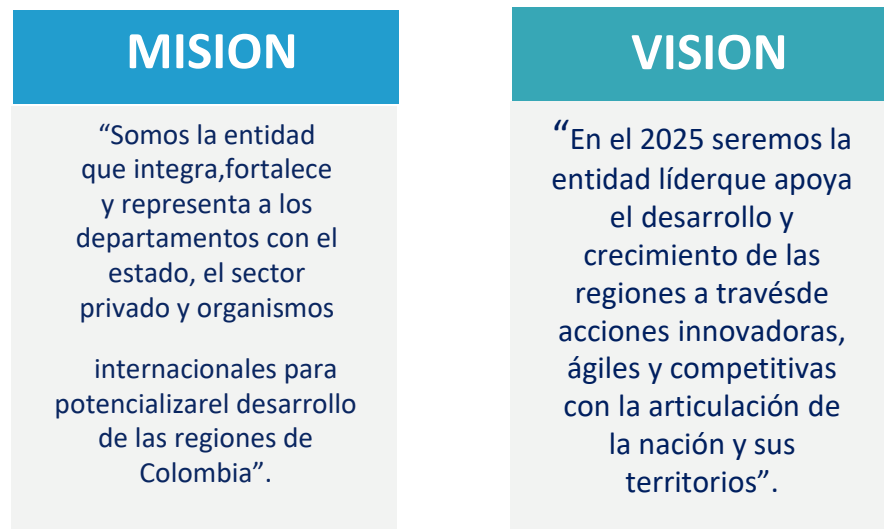 MISION
“Somos la entidad
que integra,fortalece
y representa a los
departamentos con el
estado, el sector
privado y organismos
internacionales para
potencializarel desarrollo
de las regiones de
Colombia”.
VISION
“En el 2025 seremos la
entidad líderque apoya
el desarrollo y
crecimiento de las
regiones a travésde
acciones innovadoras,
ágiles y competitivas
con la articulación de
la nación y sus
territorios”.